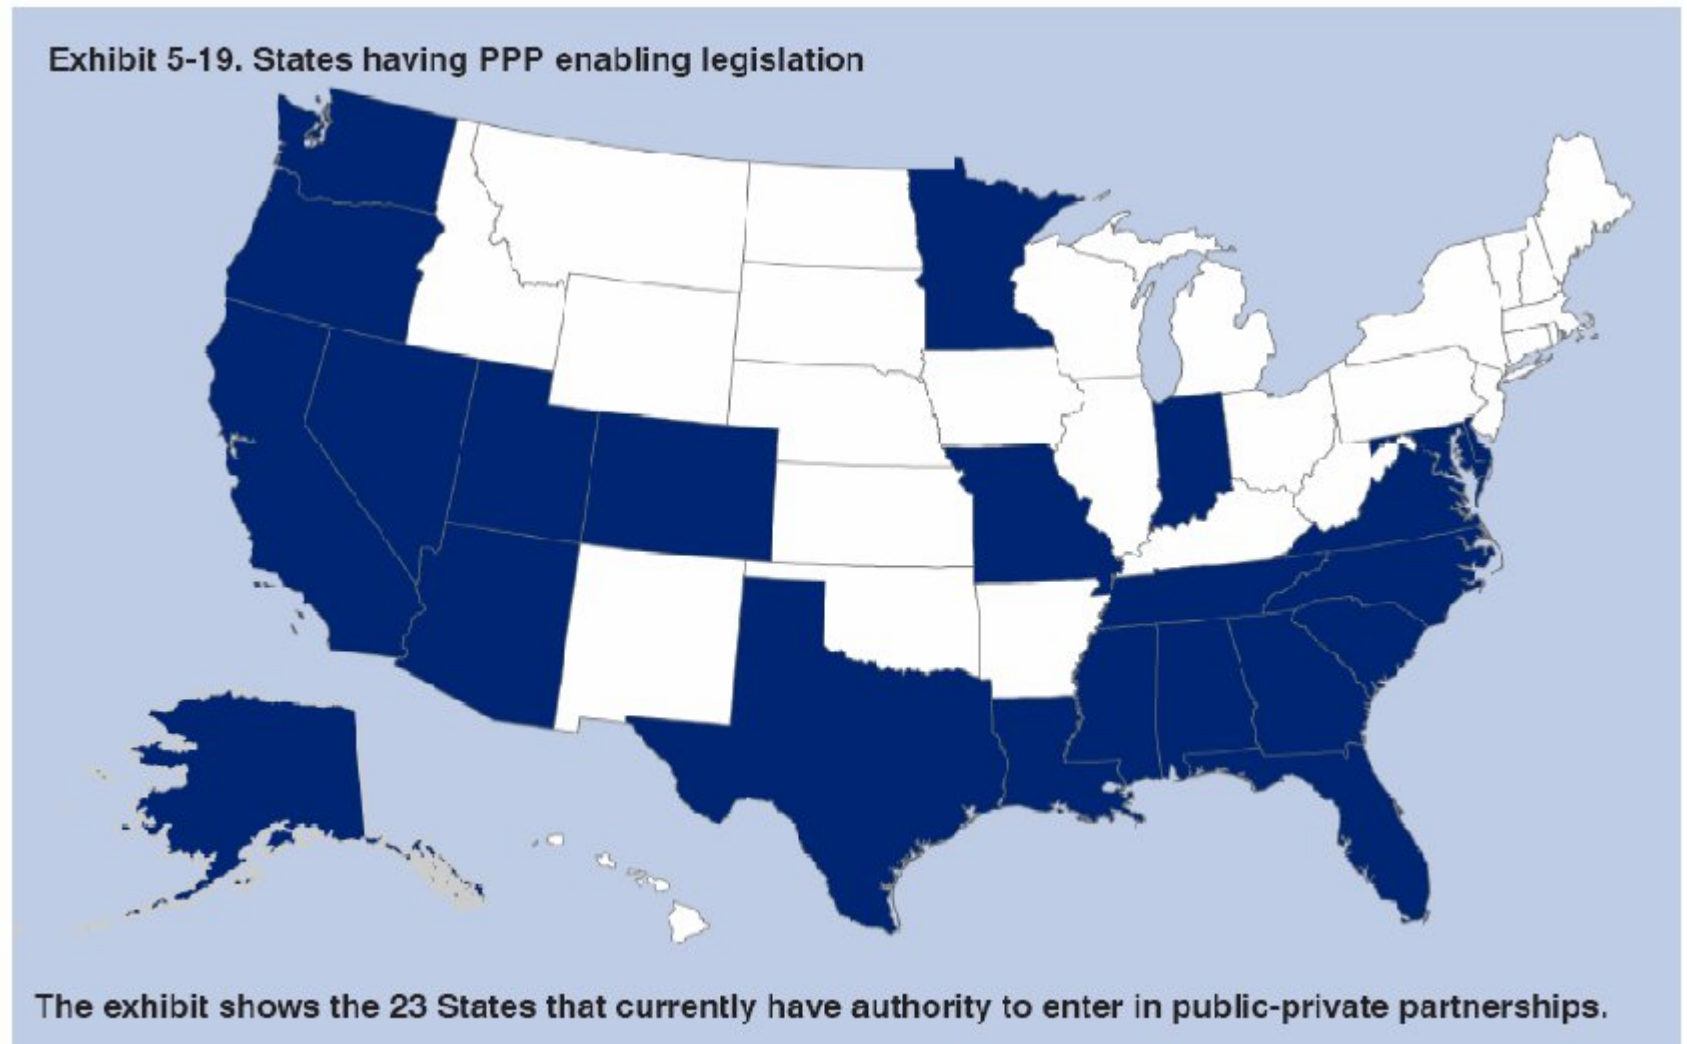 Exhibit 5-19. States having PPP enabling legislation
The exhibit shows the 23 States that currently have authority to enter in public-private partnerships.